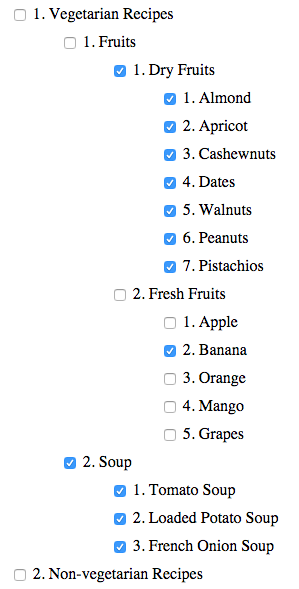 1. Vegetarian Recipes
1. Fruits
1. Dry Fruits
1. Almond
2. Apricot
3. Cashewnuts
4. Dates
5. Walnuts
6. Peanuts
7. Pistachios
2. Fresh Fruits
1. Apple
2. Banana
3. Orange
4. Mango
5. Grapes
2. Soup
1. Tomato Soup
2. Loaded Potato Soup
3. French Onion Soup
2. Non-vegetarian Recipes